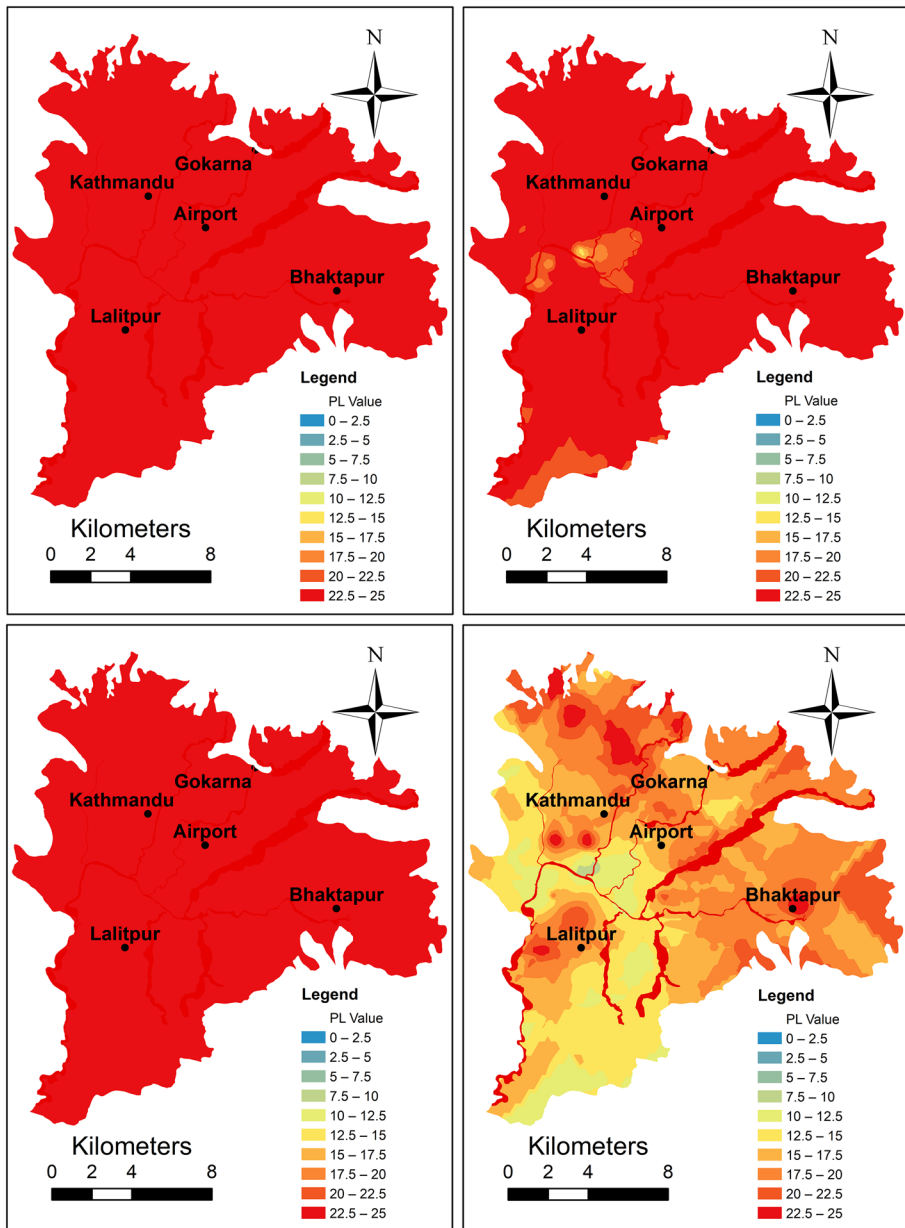 N
Gokarna
Kathmandu
Airport
Bhaktapur
Lalitpur
Legend
PL Value
0 – 2.5
2.5 – 5
5 – 7.5
7.5 – 10
10 – 12.5
12.5 – 15
15 – 17.5
17.5 – 20
20 – 22.5
22.5 – 25
Kilometers
0 2 4 8
N
Gokarna
Kathmandu
Airport
Bhaktapur
Lalitpur
Legend
PL Value
0 – 2.5
2.5 – 5
5 – 7.5
7.5 – 10
10 – 12.5
12.5 – 15
15 – 17.5
17.5 – 20
20 – 22.5
22.5 – 25
Kilometers
0 2 4 8
N
Gokarna
Kathmandu
Airport
Bhaktapur
Lalitpur
Legend
PL Value
0 – 2.5
2.5 – 5
5 – 7.5
7.5 – 10
10 – 12.5
12.5 – 15
15 – 17.5
17.5 – 20
20 – 22.5
22.5 – 25
Kilometers
0 2 4 8
N
Gokarna
Kathmandu
Airport
Bhaktapur
Lalitpur
Legend
PL Value
0 – 2.5
2.5 – 5
5 – 7.5
7.5 – 10
10 – 12.5
12.5 – 15
15 – 17.5
17.5 – 20
20 – 22.5
22.5 – 25
Kilometers
0 2 4 8